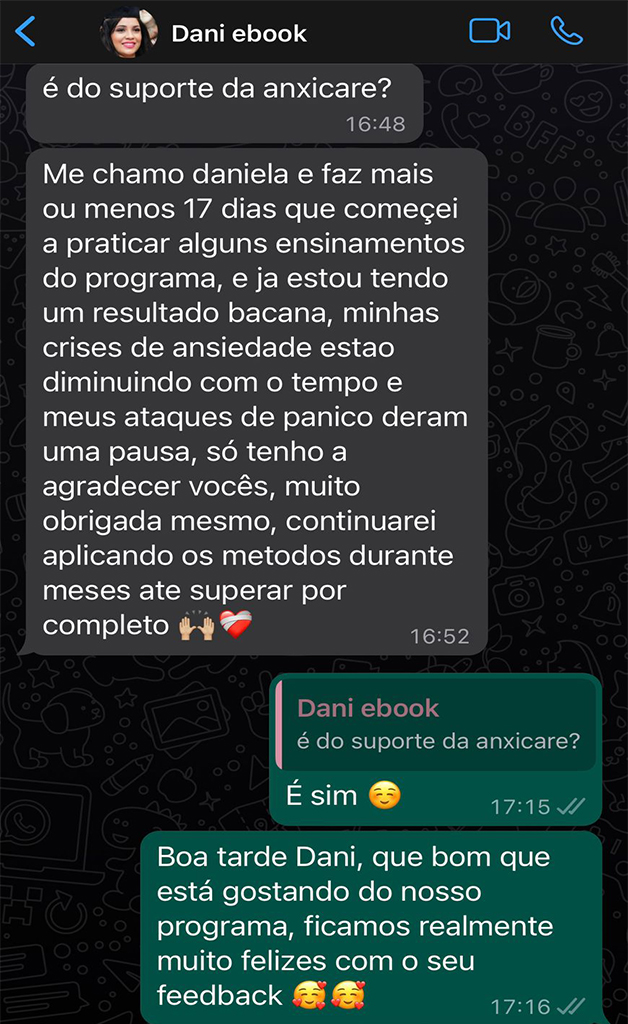 Dani ebook
é do suporte da anxicare?
16:48
Me chamo daniela e faz mais
ou menos 17 dias que começei
a praticar alguns ensinamentos
do programa, e ja estou tendo
um resultado bacana, minhas
crises de ansiedade estao
diminuindo com o tempo e
meus ataques de panico deram
uma pausa, só tenho a
agradecer vocês, muito
obrigada mesmo, continuarei
aplicando os metodos durante
meses ate superar por
completo 🙌🏼❤️‍🩹
16:52
Dani ebook
é do suporte da anxicare?
É sim ☺️
17:15
Boa tarde Dani, que bom que
está gostando do nosso
programa, ficamos realmente
muito felizes com o seu
feedback 🥰🥰
17:16